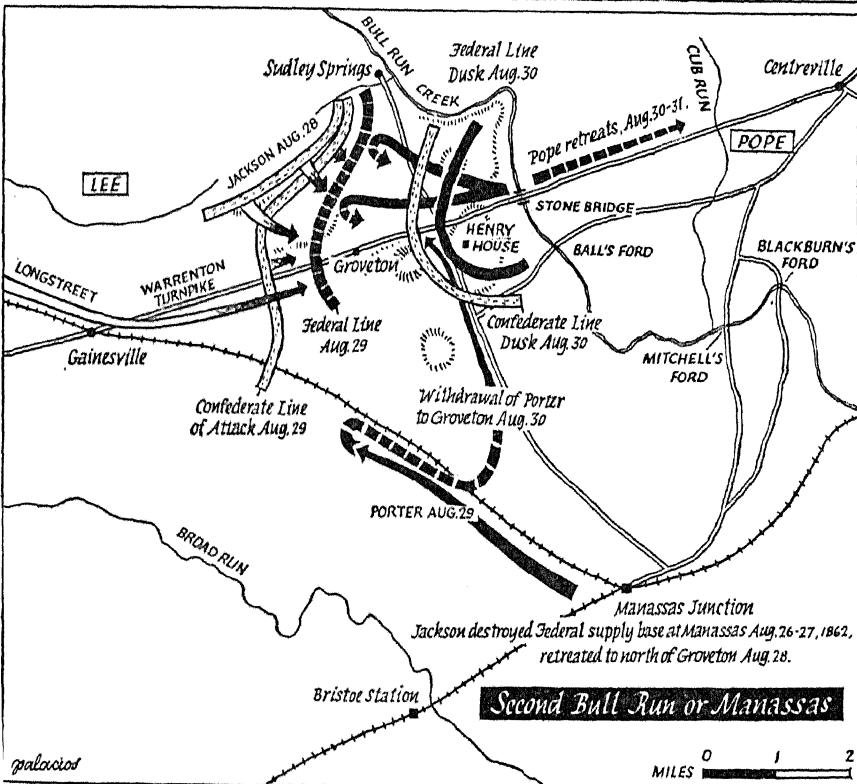 BULL RUN
CREEK
Federal Line
Dusk Aug. 30
Sudley Springs
CUB RUN
Centreville
Pope retreats, Aug. 30-31.
POPE
JACKSON AUG. 28
LEE
STONE BRIDGE
HENRY
HOUSE
BALL'S FORD
BLACKBURN'S
FORD
LONGSTREET
WARRENTON
TURNPIKE
Groveton
Gainesville
Federal Line
Aug. 29
Confederate Line
Dusk Aug. 30
MITCHELL'S
FORD
Confederate Line
of Attack Aug. 29
Withdrawal of Porter
to Groveton Aug. 30
PORTER AUG. 29
BROAD RUN
Manassas Junction
Jackson destroyed Federal supply base at Manassas Aug. 26-27, 1862,
retreated to north of Groveton Aug. 28.
Bristoe Station
Second Bull Run or Manassas
palacios
MILES 0 1 2